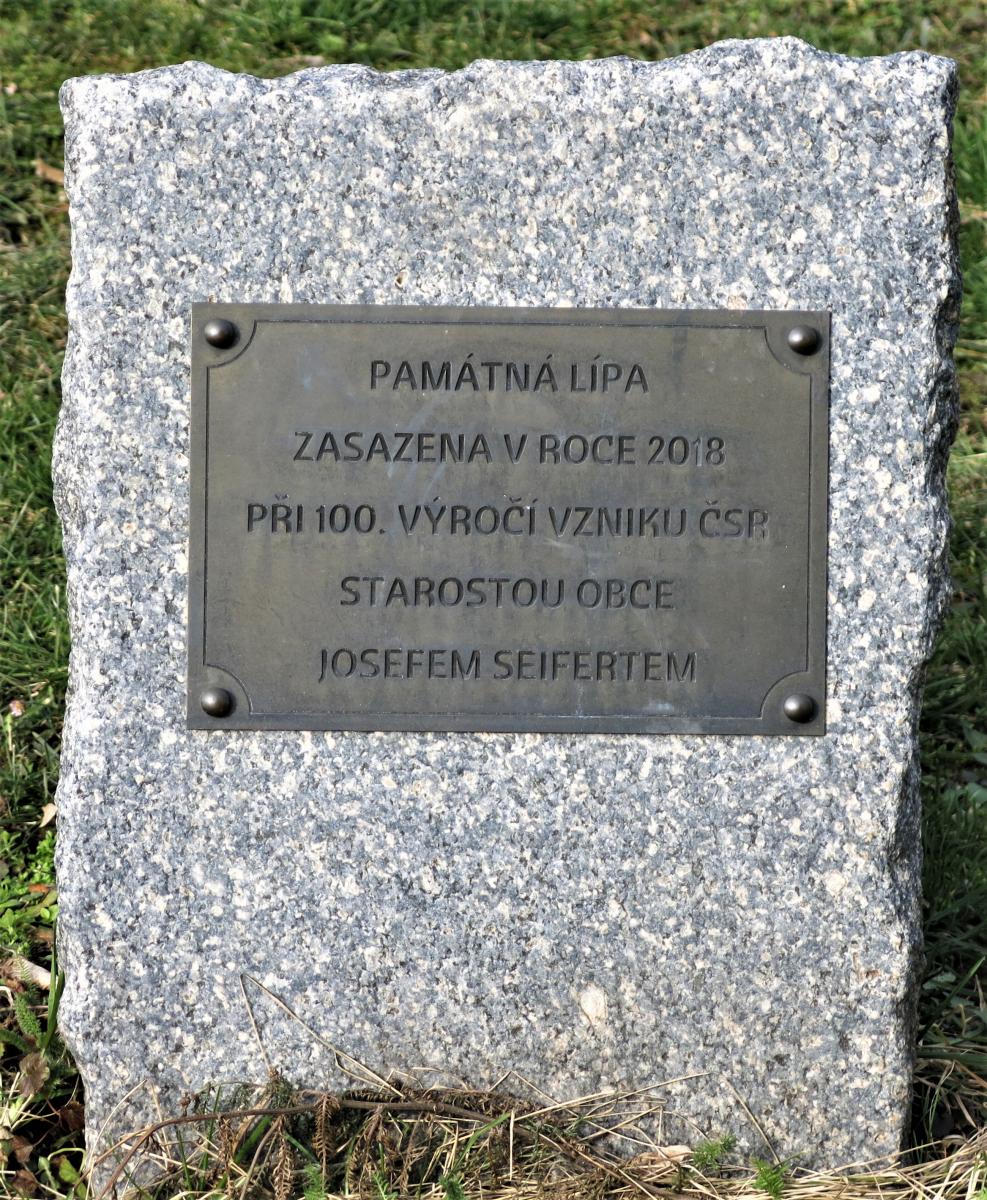 PAMÁTNÁ LÍPA
ZASAZENA V ROCE 2018
PŘI 100. VÝROČÍ VZNIKU ČSR
STAROSTOU OBCE
JOSEFEM SEIFERTEM